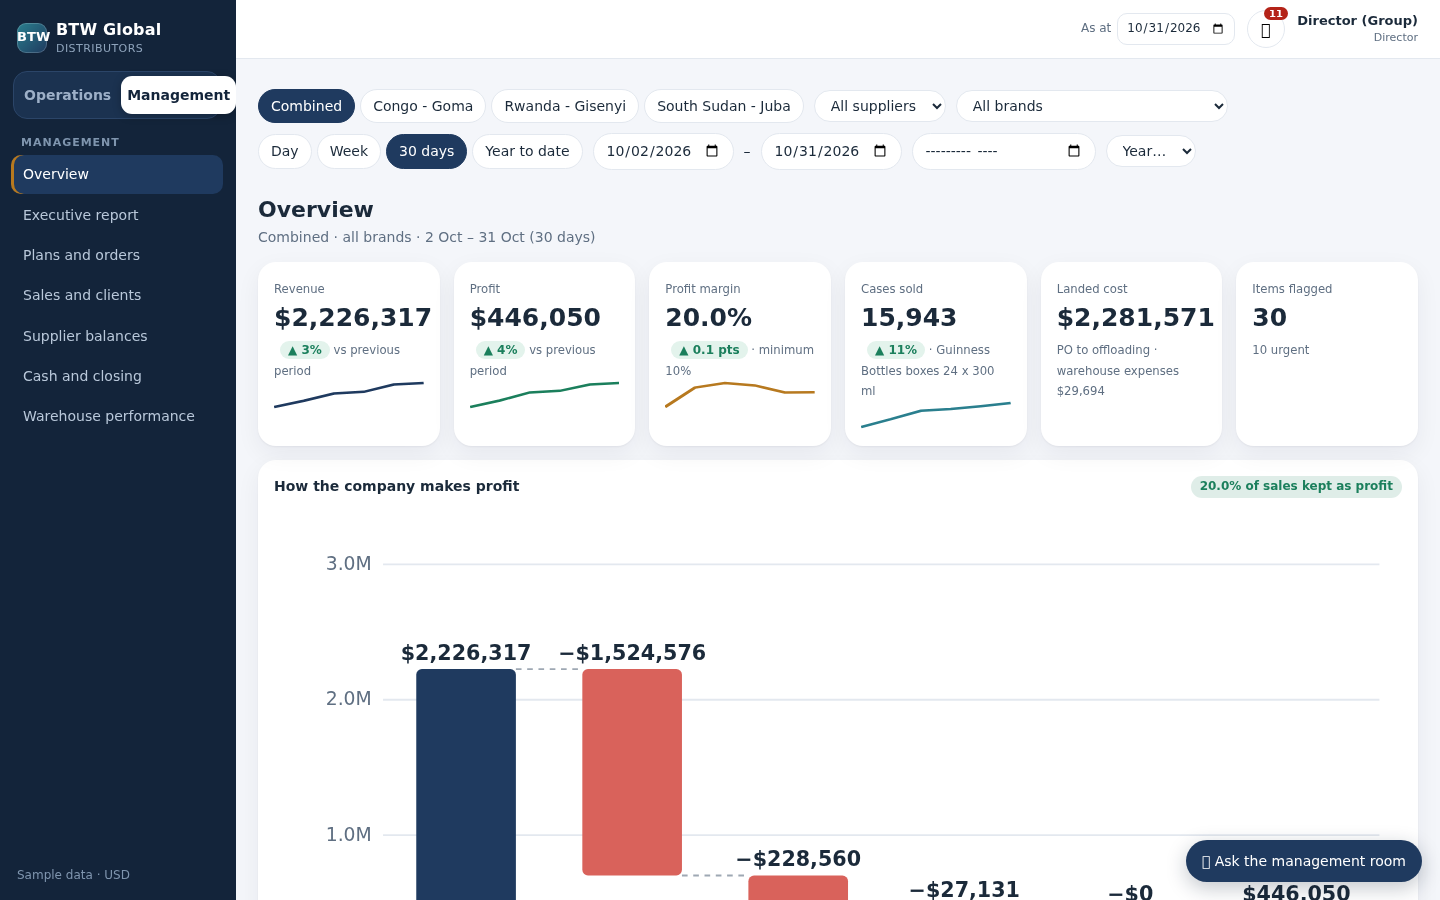 BTW
BTW Global
DISTRIBUTORS
Operations
Management
MANAGEMENT
Overview
Executive report
Plans and orders
Sales and clients
Supplier balances
Cash and closing
Warehouse performance
Sample data · USD
As at
10/31/2026
11
Director (Group)
Director
Combined
Congo - Goma
Rwanda - Gisenyi
South Sudan - Juba
All suppliers
All brands
Day
Week
30 days
Year to date
10/02/2026
–
10/31/2026
--------- ----
Year...
Overview
Combined · all brands · 2 Oct – 31 Oct (30 days)
Revenue
$2,226,317
▲ 3% vs previous
period
Profit
$446,050
▲ 4% vs previous
period
Profit margin
20.0%
▲ 0.1 pts · minimum
10%
Cases sold
15,943
▲ 11% · Guinness
Bottles boxes 24 x 300
ml
Landed cost
$2,281,571
PO to offloading ·
warehouse expenses
$29,694
Items flagged
30
10 urgent
How the company makes profit
20.0% of sales kept as profit
3.0M
$2,226,317
−$1,524,576
2.0M
1.0M
−$228,560
−$27,131
−$0
$446,050
Ask the management room